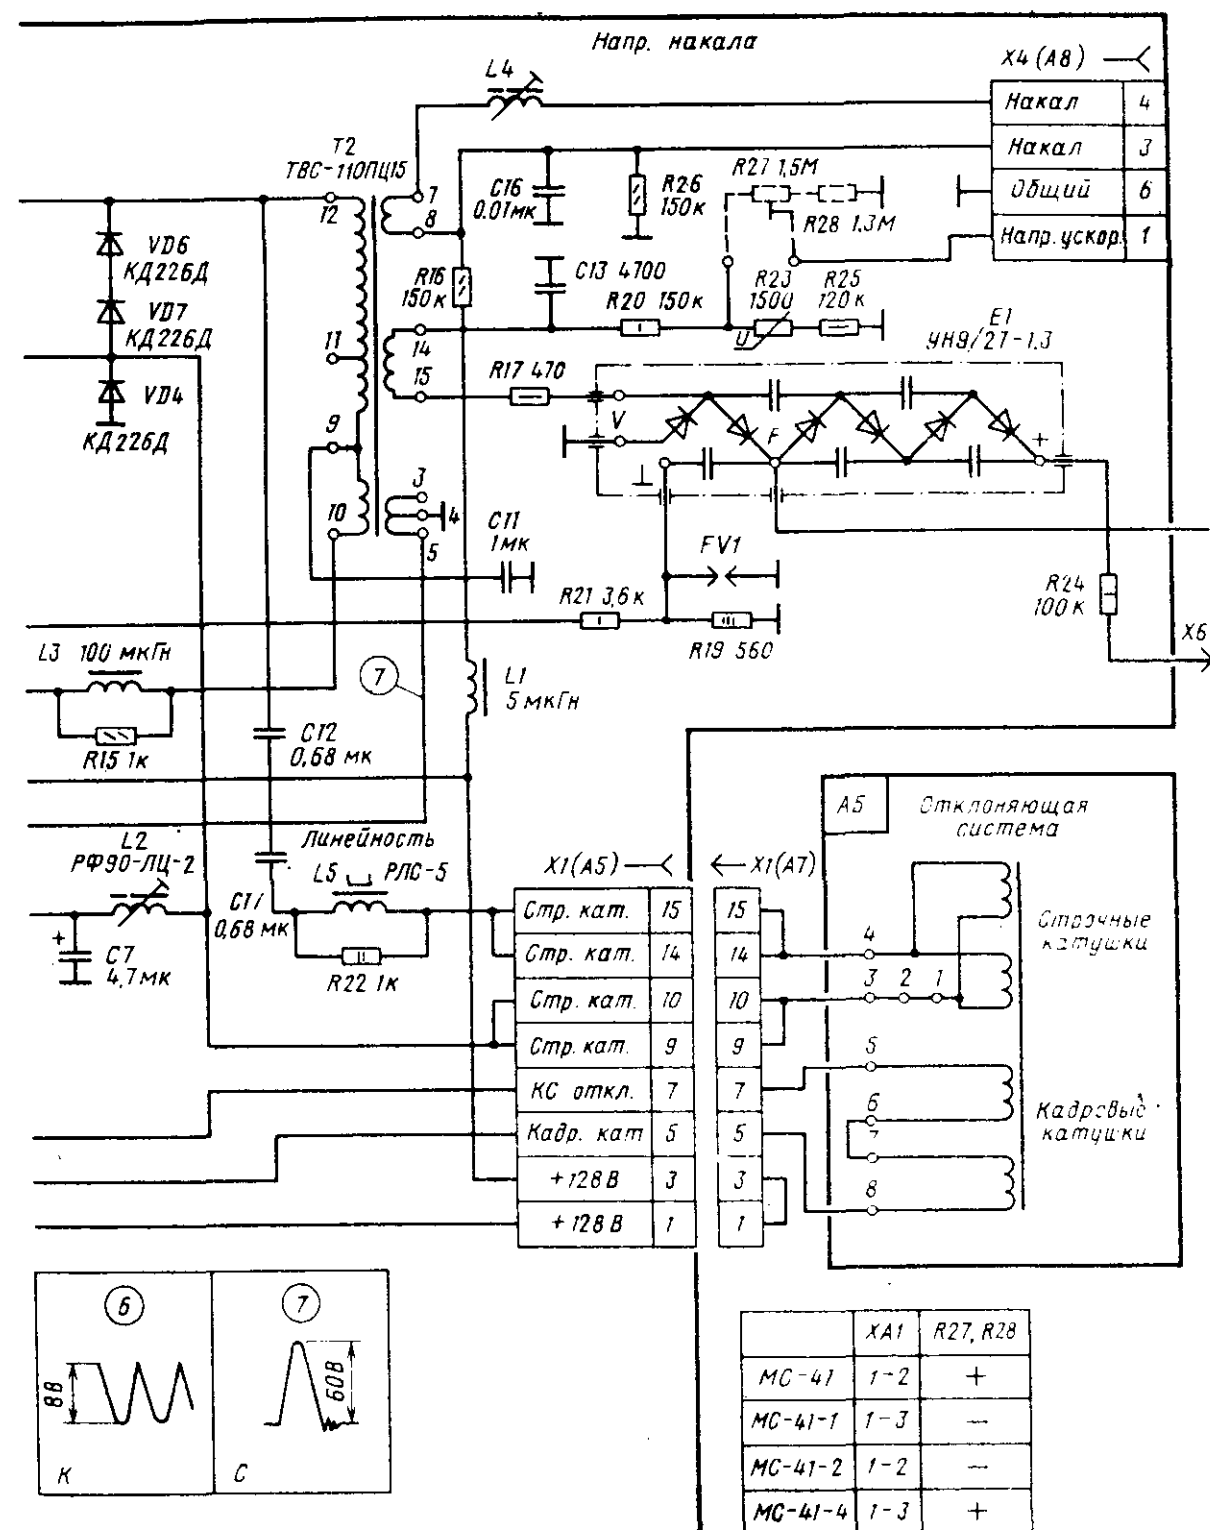 Напр. накала
X4 (A8)
L4
Накал 4
Накал 3
Общий 6
Напр. ускор. 1
T2
ТВС-110ПЦ15
12
7
8
11
14
15
9
10
3
4
5
VD6
КД226Д
VD7
КД226Д
VD4
КД226Д
C16
0.01мк
R26
150к
R27 1,5М
R28 1.3М
R16
150к
C13 4700
R20 150к
R23
1500
U
R25
120к
E1
УН9/27-1.3
R17 470
V
F
+
⊥
C11
1мк
FV1
R21 3,6к
R19 560
R24
100к
X6
L3 100 мкГн
R15 1к
7
L1
5 мкГн
C12
0,68 мк
L2
РФ90-ЛЦ-2
Линейность
L5 РЛС-5
0,68 мк
R22 1к
+
C7
4,7мк
X1(A5)
X1(A7)
Стр. кат. 15
Стр. кат. 14
Стр. кат. 10
Стр. кат. 9
КС откл. 7
Кадр. кат 5
+128 В 3
+128 В 1
15
14
10
9
7
5
3
1
A5
Отклоняющая
система
4
3 2 1
Строчные
катушки
5
6
7
8
Кадровые
катушки
6
8В
К
7
60В
С
XA1 R27, R28
МС-41 1-2 +
МС-41-1 1-3 —
МС-41-2 1-2 —
МС-41-4 1-3 +